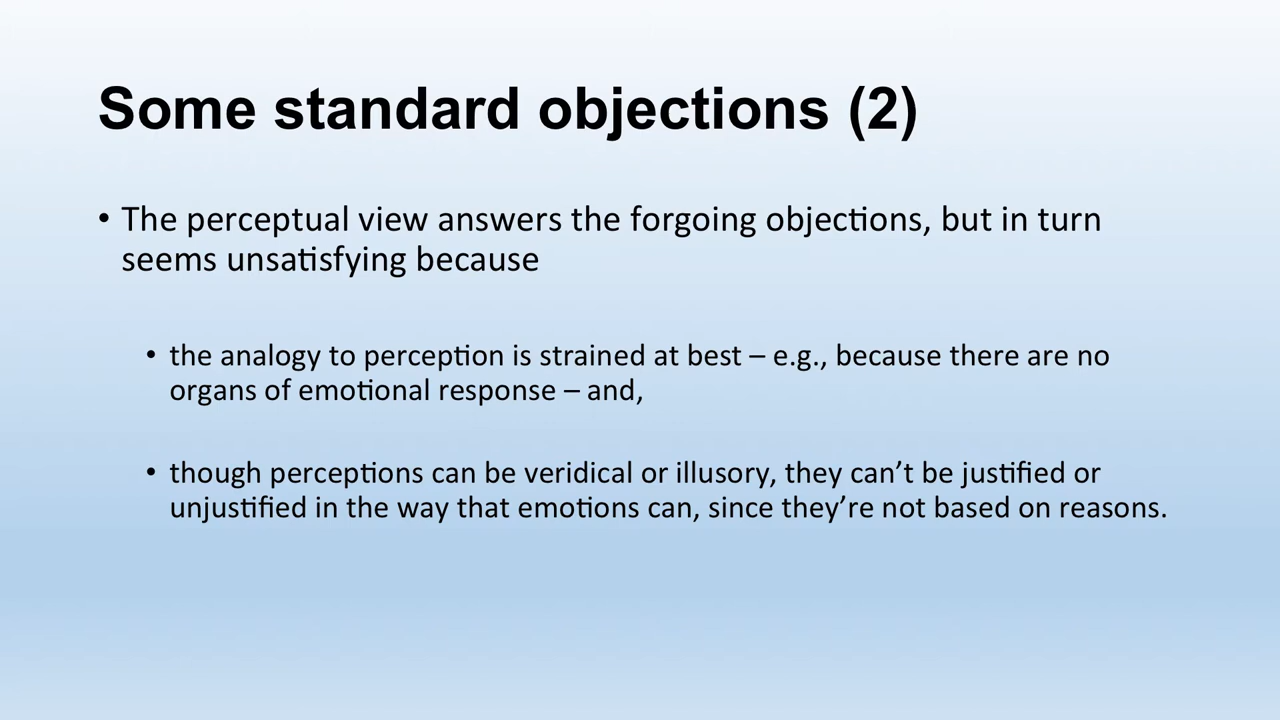 Some standard objections (2)
• The perceptual view answers the forgoing objections, but in turn
seems unsatisfying because
• the analogy to perception is strained at best – e.g., because there are no
organs of emotional response – and,
• though perceptions can be veridical or illusory, they can’t be justified or
unjustified in the way that emotions can, since they’re not based on reasons.